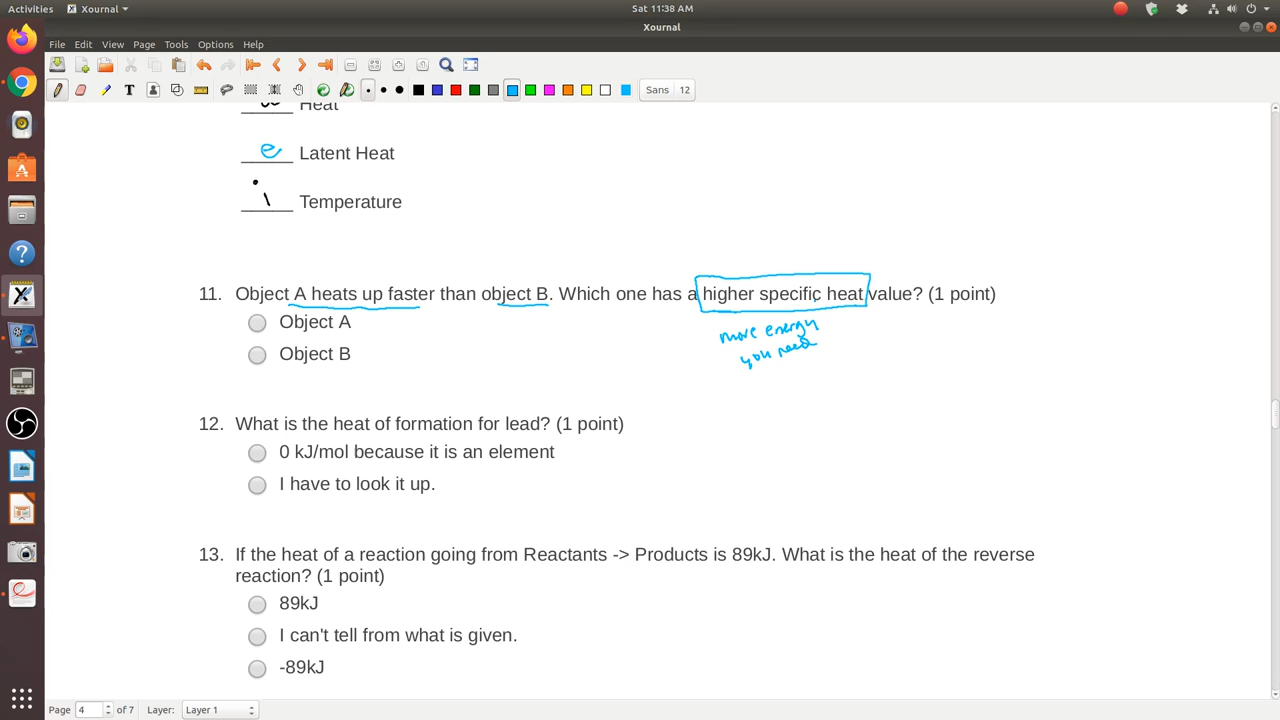 Activities
Xournal
Sat 11:38 AM
Xournal
File Edit View Page Tools Options Help
Sans 12
Heat
e Latent Heat
Temperature
11. Object A heats up faster than object B. Which one has a higher specific heat value? (1 point)
more energy
you need
Object A
Object B
12. What is the heat of formation for lead? (1 point)
0 kJ/mol because it is an element
I have to look it up.
13. If the heat of a reaction going from Reactants -> Products is 89kJ. What is the heat of the reverse
reaction? (1 point)
89kJ
I can't tell from what is given.
-89kJ
Page 4 of 7 Layer: Layer 1